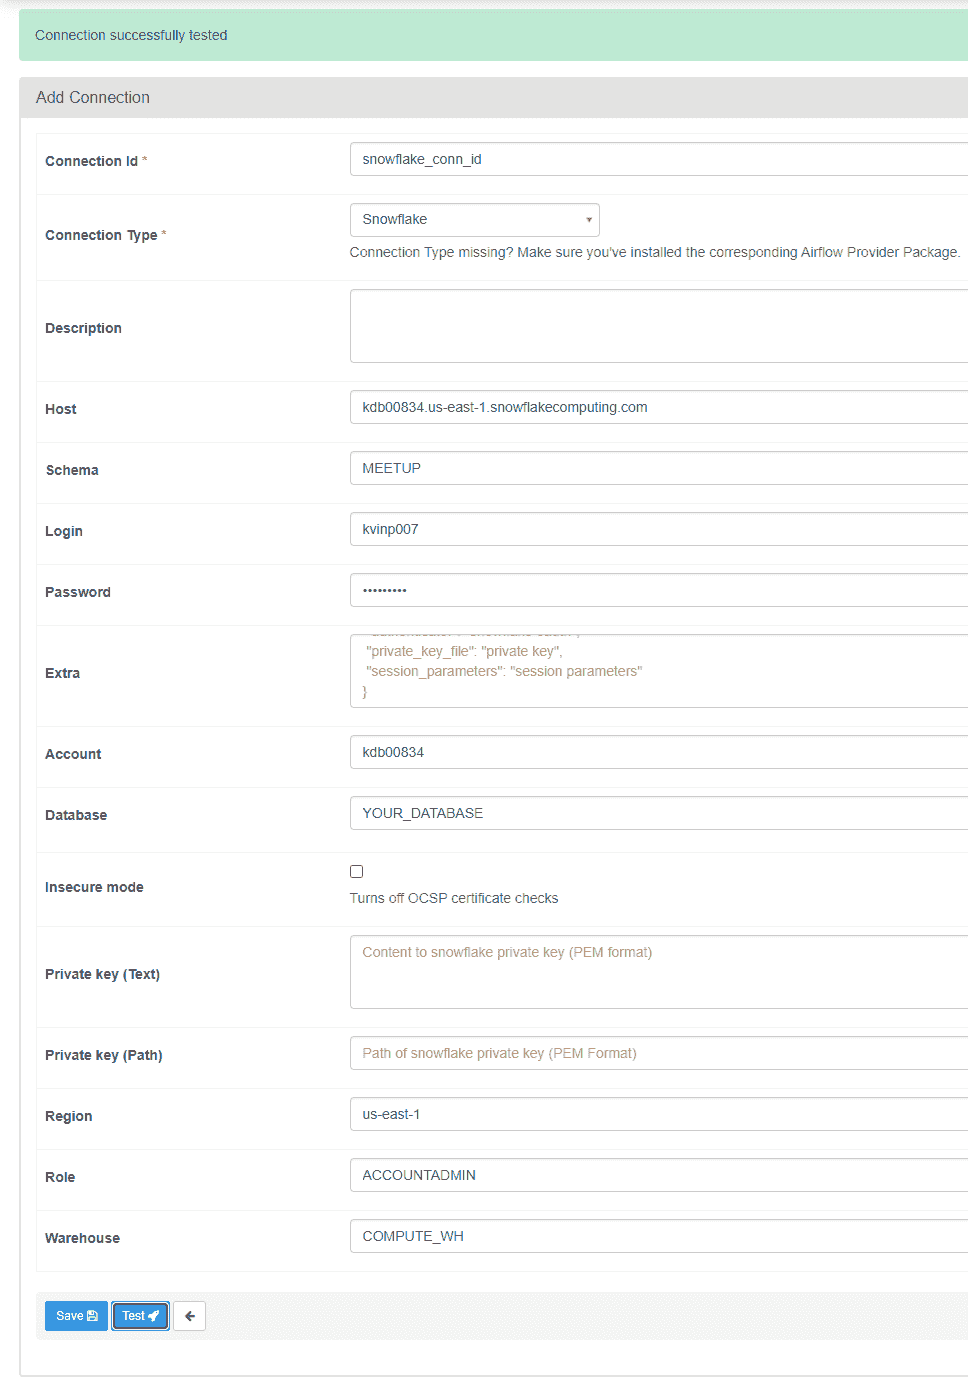 Connection successfully tested
Add Connection
Connection Id *
snowflake_conn_id
Connection Type *
Snowflake
Connection Type missing? Make sure you've installed the corresponding Airflow Provider Package.
Description
Host
kdb00834.us-east-1.snowflakecomputing.com
Schema
MEETUP
Login
kvinp007
Password
•••••••••
Extra
"private_key_file": "private key",
"session_parameters": "session parameters"
}
Account
kdb00834
Database
YOUR_DATABASE
Insecure mode
Turns off OCSP certificate checks
Private key (Text)
Content to snowflake private key (PEM format)
Private key (Path)
Path of snowflake private key (PEM Format)
Region
us-east-1
Role
ACCOUNTADMIN
Warehouse
COMPUTE_WH
Save
Test